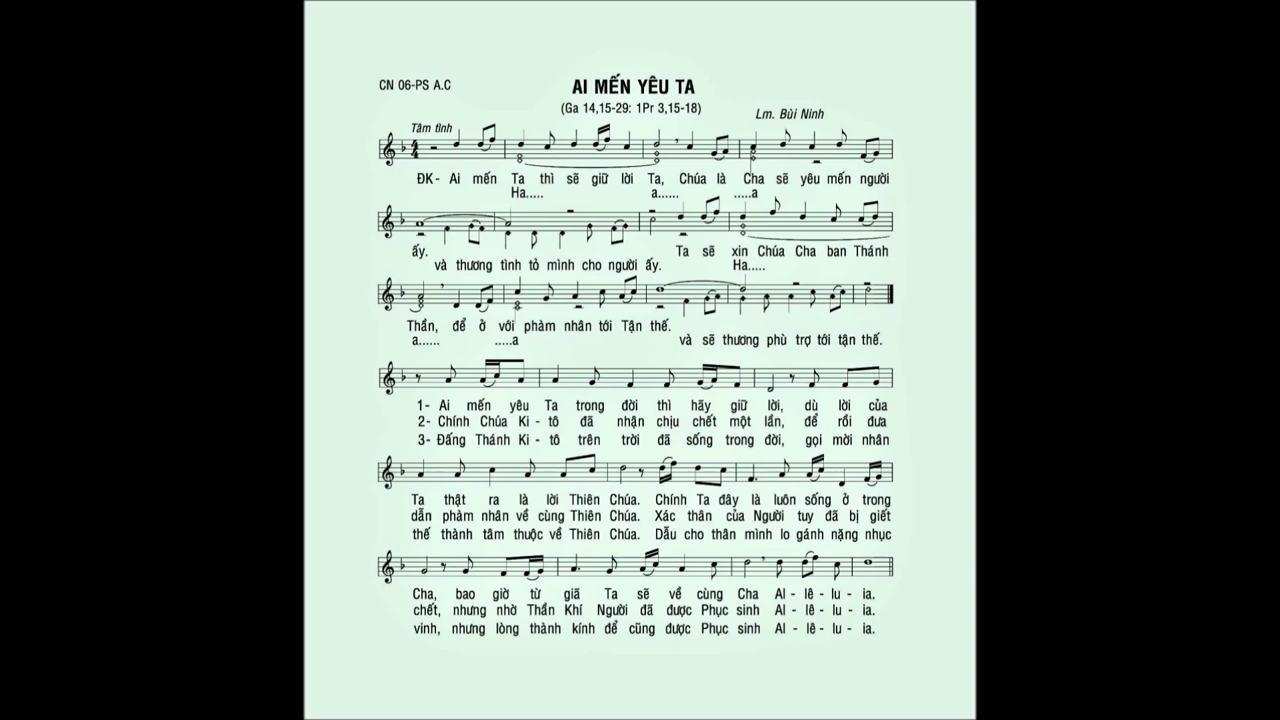 CN 06-PS A.C
AI MẾN YÊU TA
(Ga 14,15-29: 1Pr 3,15-18)
Lm. Bùi Ninh
Tâm tình
ĐK- Ai mến Ta thì sẽ giữ lời Ta, Chúa là Cha sẽ yêu mến người
Ha..... a...... .....a
ấy. Ta sẽ xin Chúa Cha ban Thánh
và thương tình tỏ mình cho người ấy. Ha.....
Thần, để ở với phàm nhân tới Tận thế.
a...... .....a và sẽ thương phù trợ tới tận thế.
1- Ai mến yêu Ta trong đời thì hãy giữ lời, dù lời của
2- Chính Chúa Ki - tô đã nhận chịu chết một lần, để rồi đưa
3- Đấng Thánh Ki - tô trên trời đã sống trong đời, gọi mời nhân
Ta thật ra là lời Thiên Chúa. Chính Ta đây là luôn sống ở trong
dẫn phàm nhân về cùng Thiên Chúa. Xác thân của Người tuy đã bị giết
thế thành tâm thuộc về Thiên Chúa. Dẫu cho thân mình lo gánh nặng nhục
Cha, bao giờ từ giã Ta sẽ về cùng Cha Al - lê - lu - ia.
chết, nhưng nhờ Thần Khí Người đã được Phục sinh Al - lê - lu - ia.
vinh, nhưng lòng thành kính để cũng được Phục sinh Al - lê - lu - ia.